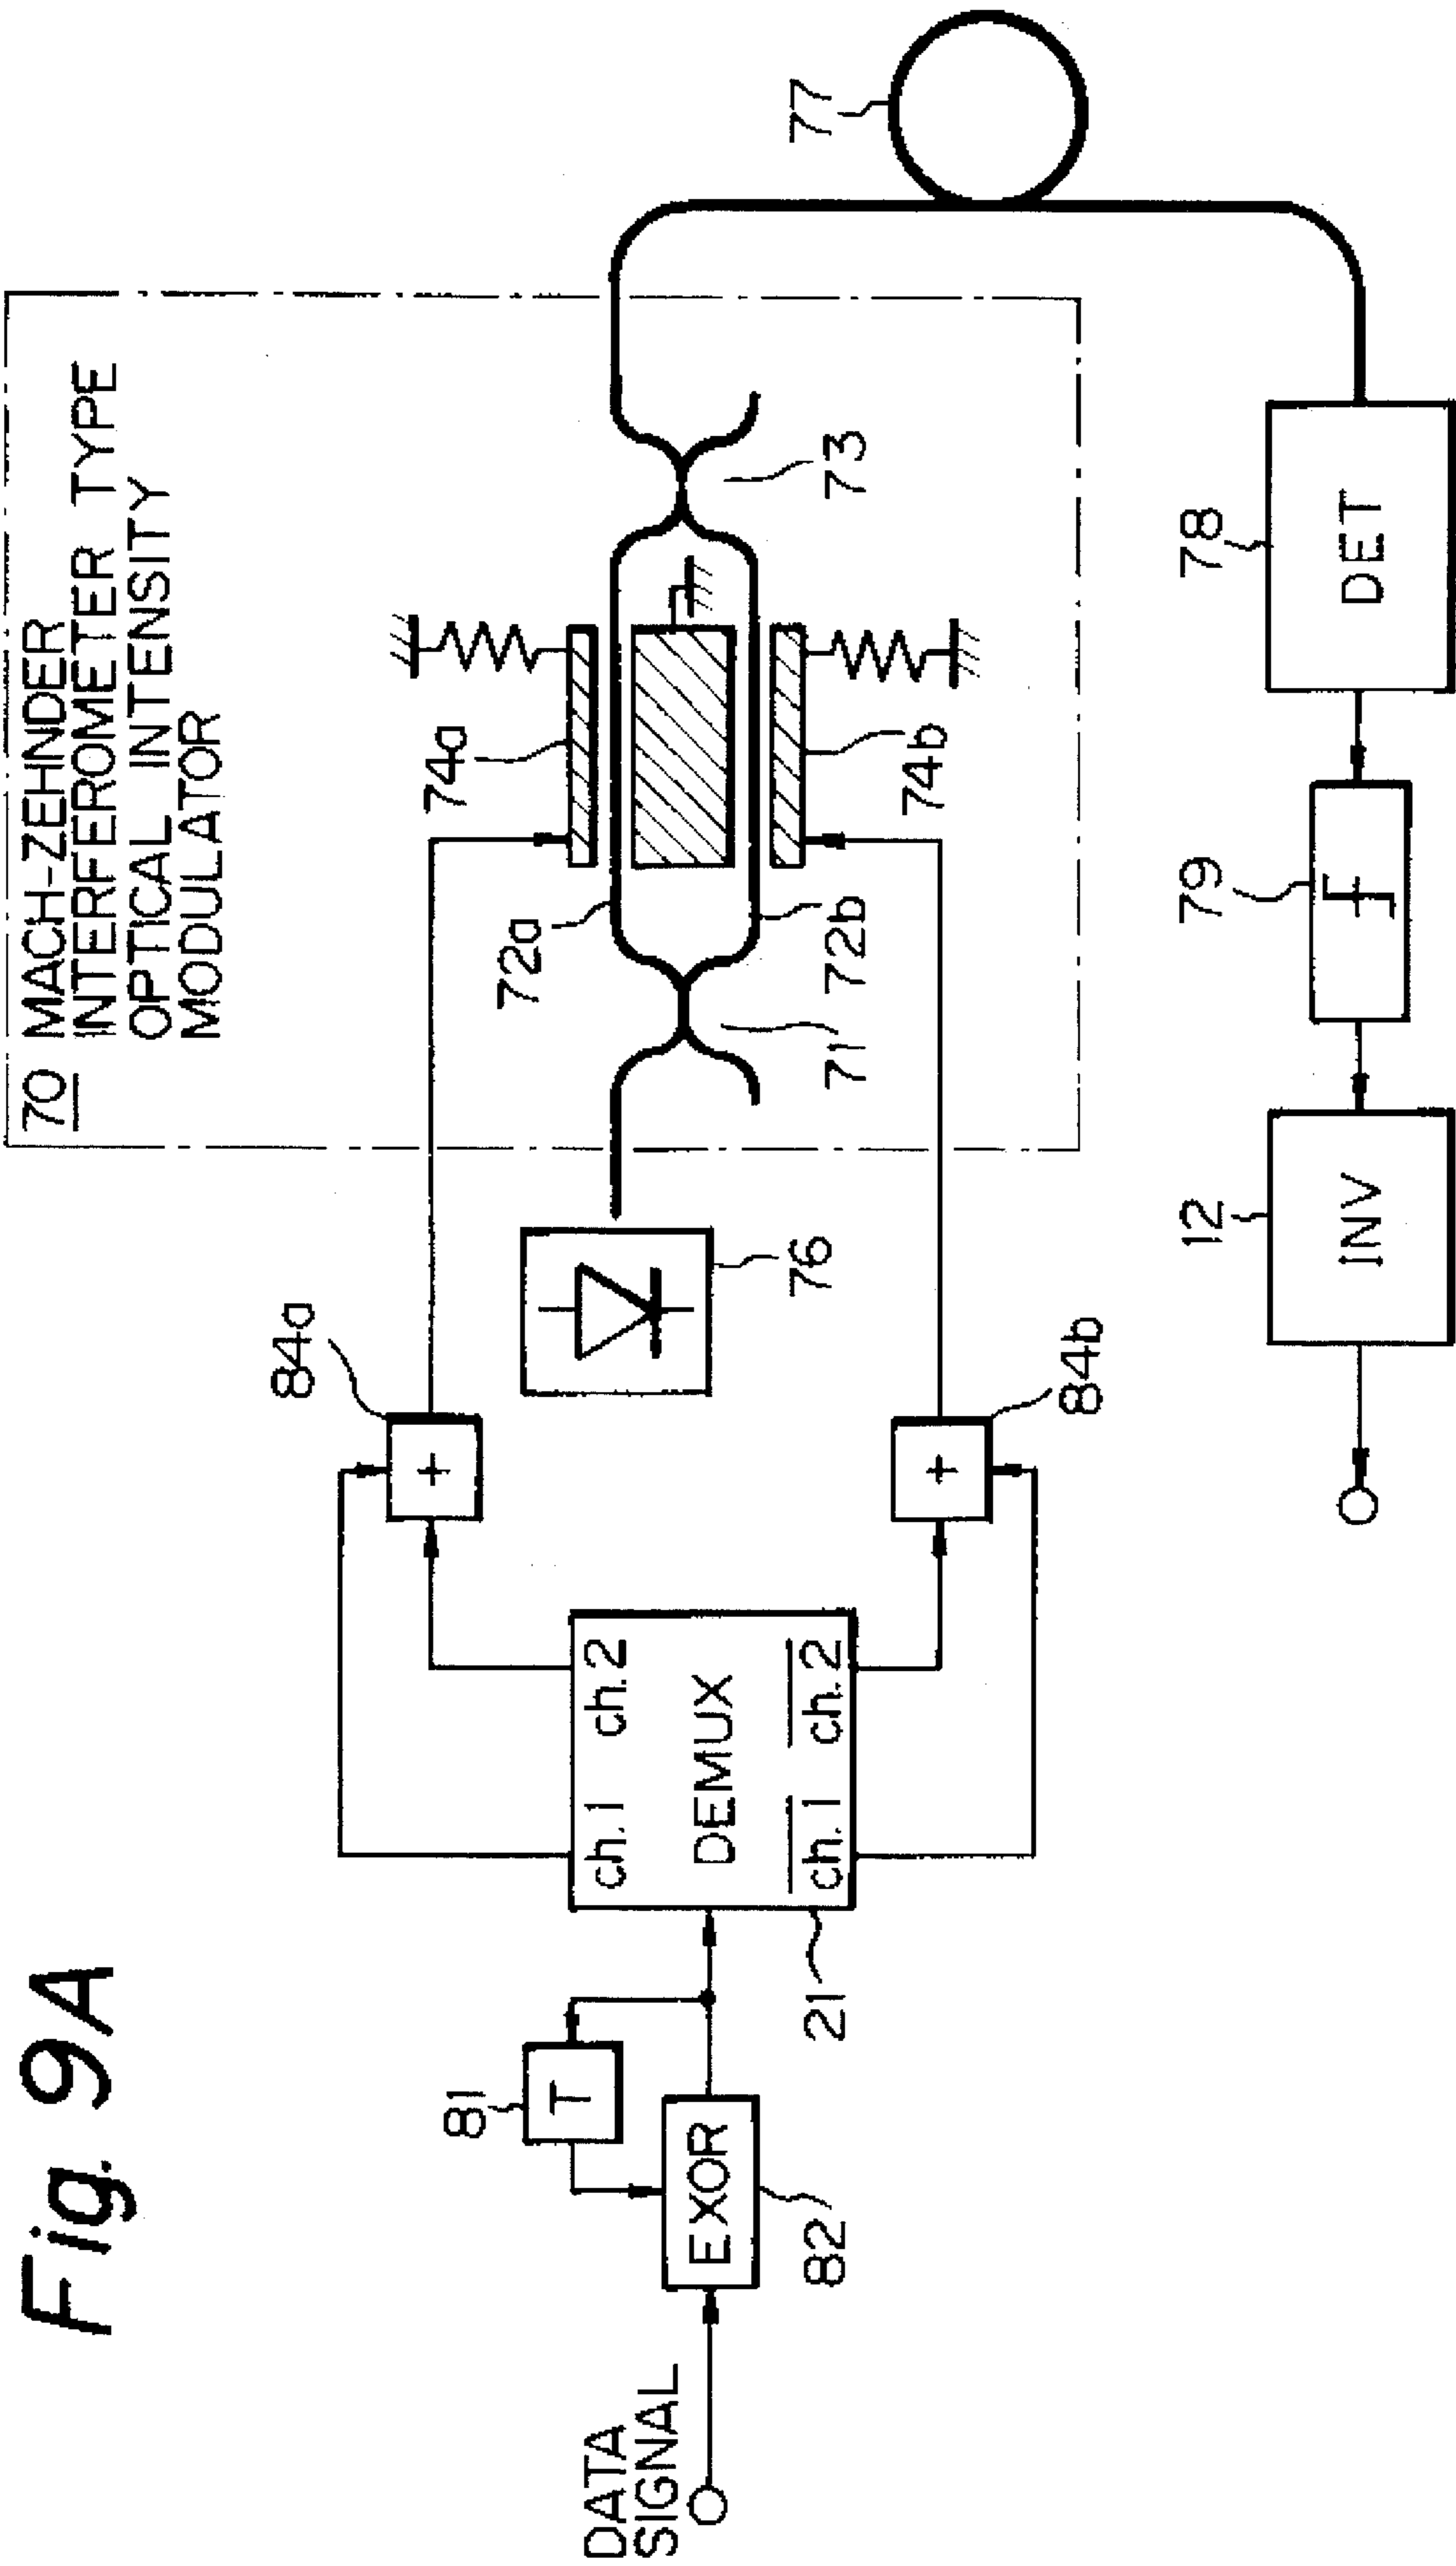 Fig. 9A
70 MACH-ZEHNDER
INTERFEROMETER TYPE
OPTICAL INTENSITY
MODULATOR
84a
74a
72a
81
T
76
DATA
SIGNAL
EXOR
82
ch. 1
ch. 2
DEMUX
ch. 1
ch. 2
21
+
+
84b
71
72b
74b
73
77
12
INV
79
78
DET